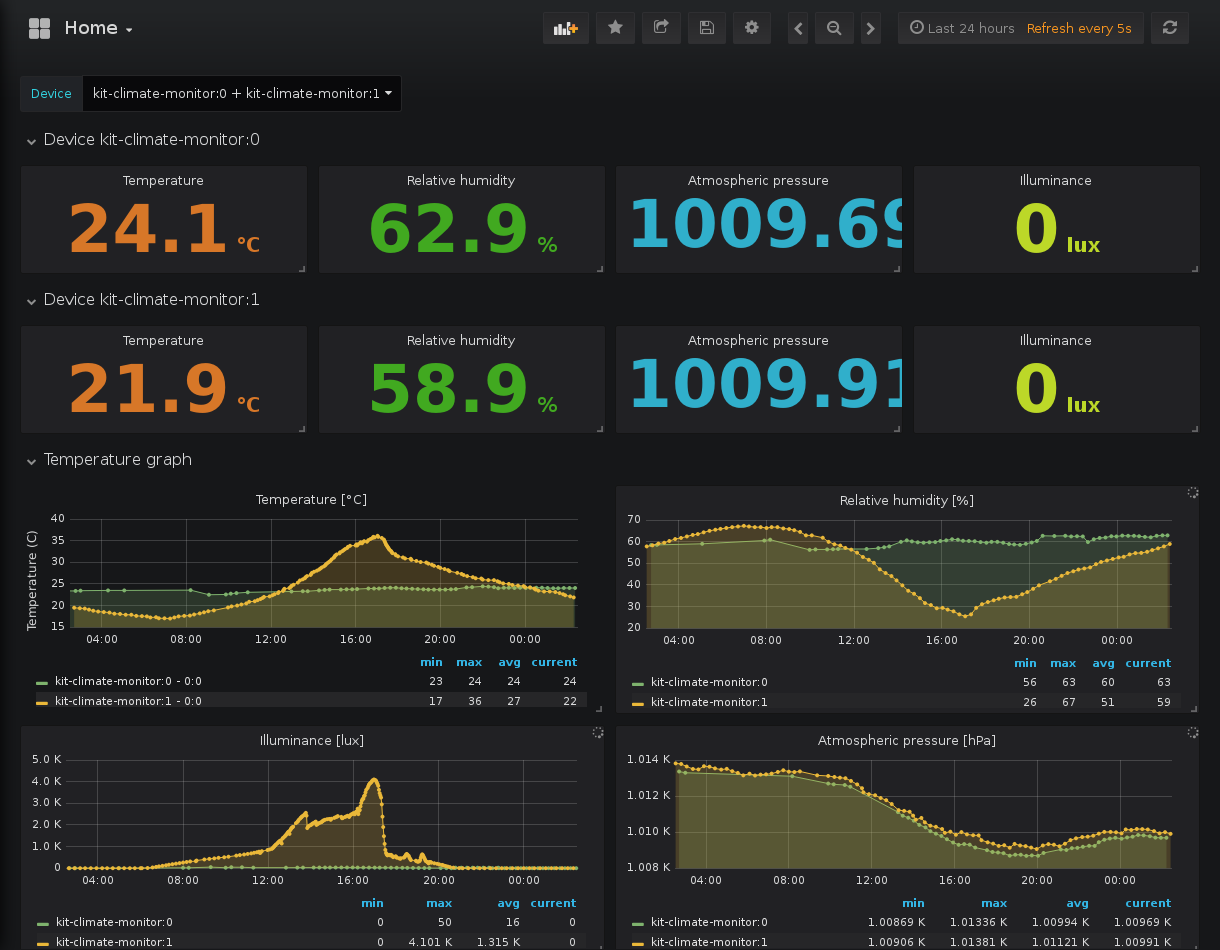 Home
Last 24 hours Refresh every 5s
Device kit-climate-monitor:0 + kit-climate-monitor:1
Device kit-climate-monitor:0
Temperature Relative humidity Atmospheric pressure Illuminance
24.1 °C 62.9 % 1009.69 0 lux
Device kit-climate-monitor:1
Temperature Relative humidity Atmospheric pressure Illuminance
21.9 °C 58.9 % 1009.91 0 lux
Temperature graph
Temperature [°C]
Temperature (C)
40
35
30
25
20
15
04:00 08:00 12:00 16:00 20:00 00:00
min max avg current
kit-climate-monitor:0 - 0:0 23 24 24 24
kit-climate-monitor:1 - 0:0 17 36 27 22
Relative humidity [%]
70
60
50
40
30
20
04:00 08:00 12:00 16:00 20:00 00:00
min max avg current
kit-climate-monitor:0 56 63 60 63
kit-climate-monitor:1 26 67 51 59
Illuminance [lux]
5.0 K
4.0 K
3.0 K
2.0 K
1.0 K
0
04:00 08:00 12:00 16:00 20:00 00:00
min max avg current
kit-climate-monitor:0 0 50 16 0
kit-climate-monitor:1 0 4.101 K 1.315 K 0
Atmospheric pressure [hPa]
1.014 K
1.012 K
1.010 K
1.008 K
04:00 08:00 12:00 16:00 20:00 00:00
min max avg current
kit-climate-monitor:0 1.00869 K 1.01336 K 1.00994 K 1.00969 K
kit-climate-monitor:1 1.00906 K 1.01381 K 1.01121 K 1.00991 K